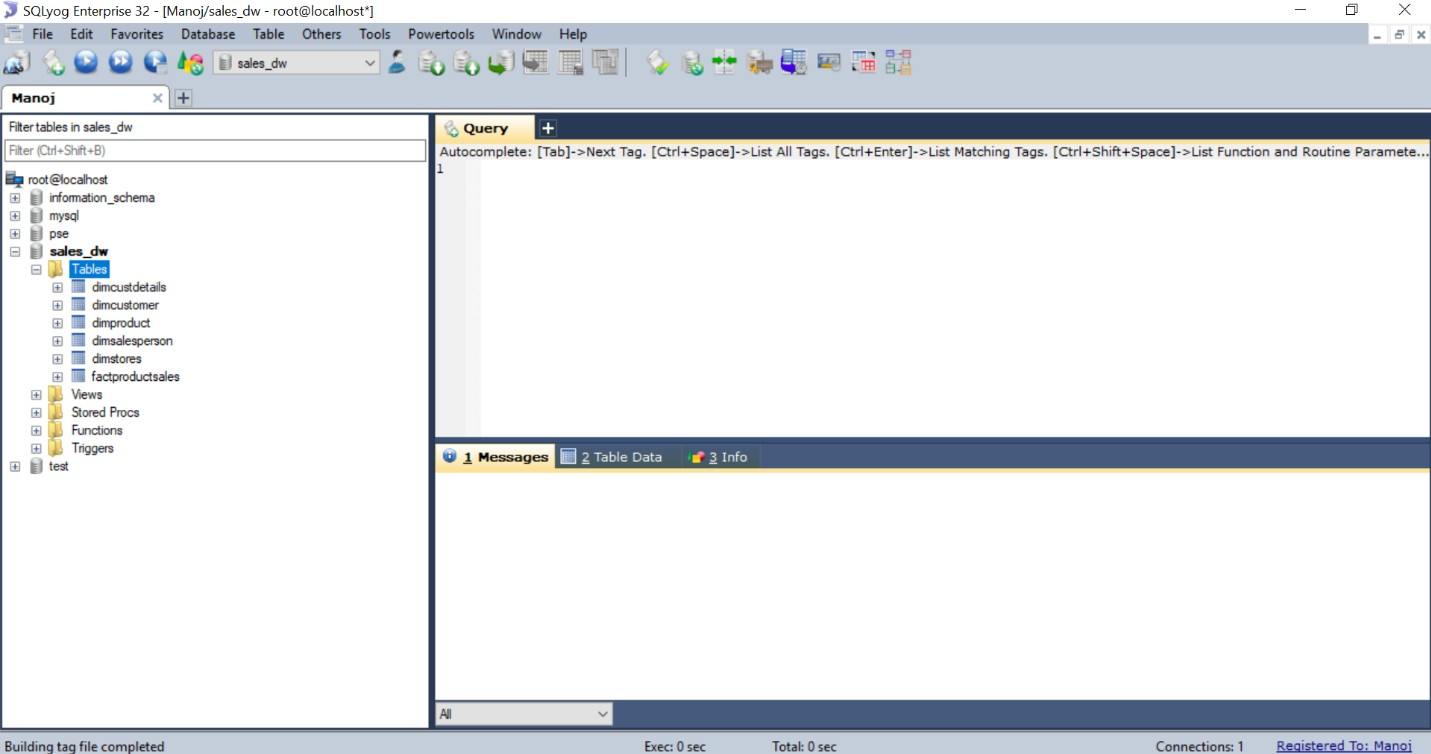 SQLyog Enterprise 32 - [Manoj/sales_dw - root@localhost*]
File Edit Favorites Database Table Others Tools Powertools Window Help
sales_dw
Manoj
Filter tables in sales_dw
Filter (Ctrl+Shift+B)
root@localhost
information_schema
mysql
pse
sales_dw
Tables
dimcustdetails
dimcustomer
dimproduct
dimsalesperson
dimstores
factproductsales
Views
Stored Procs
Functions
Triggers
test
Query
Autocomplete: [Tab]->Next Tag. [Ctrl+Space]->List All Tags. [Ctrl+Enter]->List Matching Tags. [Ctrl+Shift+Space]->List Function and Routine Paramete...
1
1 Messages 2 Table Data 3 Info
All
Building tag file completed Exec: 0 sec Total: 0 sec Connections: 1 Registered To: Manoj